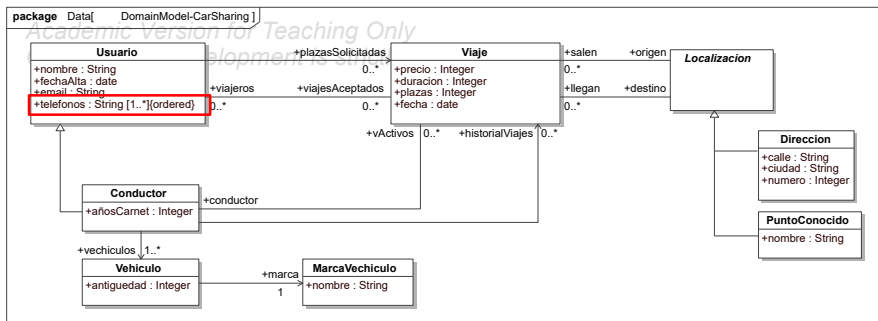 package Data[ DomainModel-CarSharing ]
Academic Version for Teaching Only
Usuario
+nombre : String
+fechaAlta : date
+email : String
+telefonos : String [1..*]{ordered}
+plazasSolicitadas
0..*
+viajeros
0..*
+viajesAceptados
0..*
Viaje
+precio : Integer
+duracion : Integer
+plazas : Integer
+fecha : date
+salen
0..*
+origen
+llegan
0..*
+destino
Localizacion
+vActivos
0..*
+historialViajes
0..*
Direccion
+calle : String
+ciudad : String
+numero : Integer
Conductor
+añosCarnet : Integer
+conductor
PuntoConocido
+nombre : String
+vechiculos
1..*
Vehiculo
+antiguedad : Integer
+marca
1
MarcaVechiculo
+nombre : String